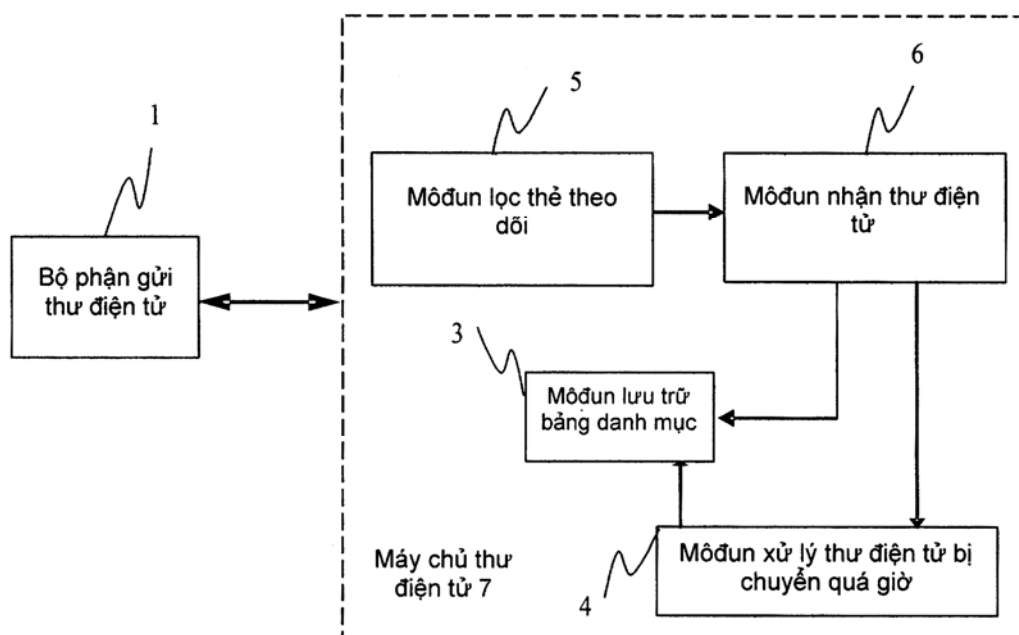 1
5
6
Môđun lọc thẻ theo
dõi
Môđun nhận thư điện
tử
Bộ phận gửi
thư điện tử
3
Môđun lưu trữ
bảng danh mục
Máy chủ thư
điện tử 7
4
Môđun xử lý thư điện tử bị
chuyển quá giờ